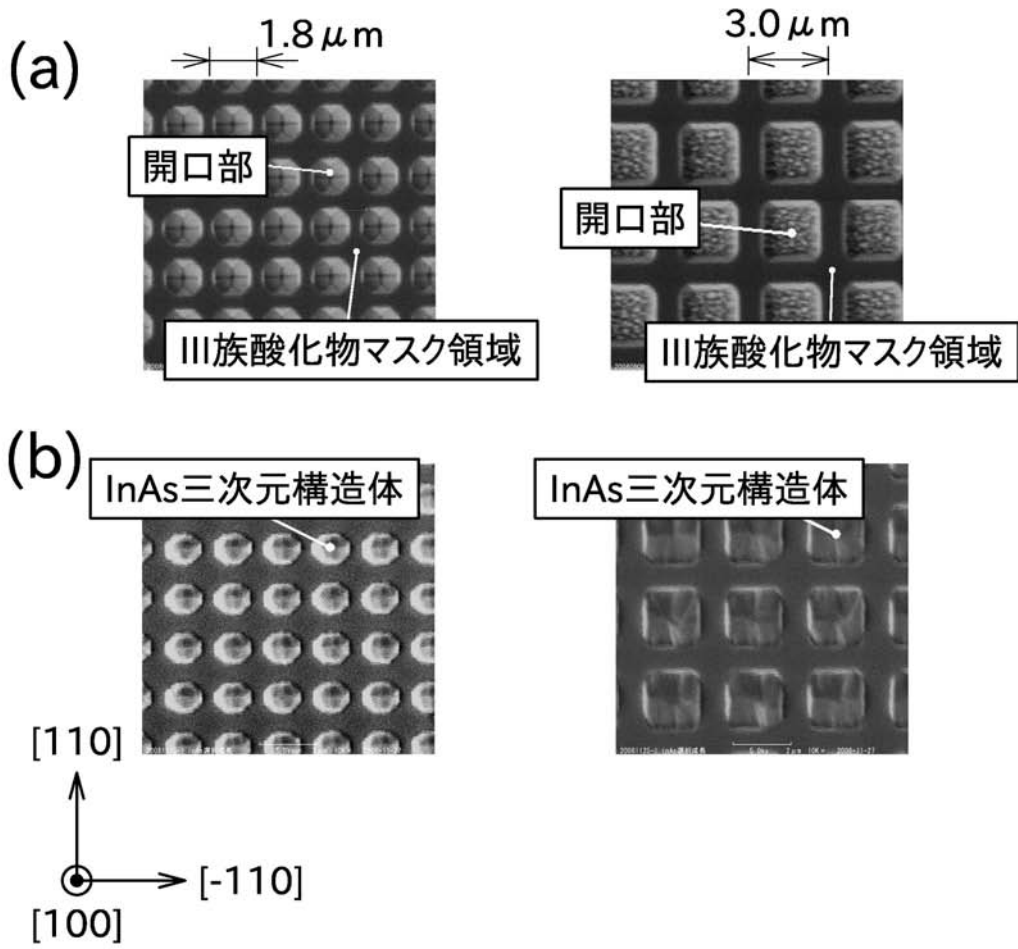 (a)
1.8μm
3.0μm
開口部
開口部
III族酸化物マスク領域
III族酸化物マスク領域
(b)
InAs三次元構造体
InAs三次元構造体
[110]
[-110]
[100]